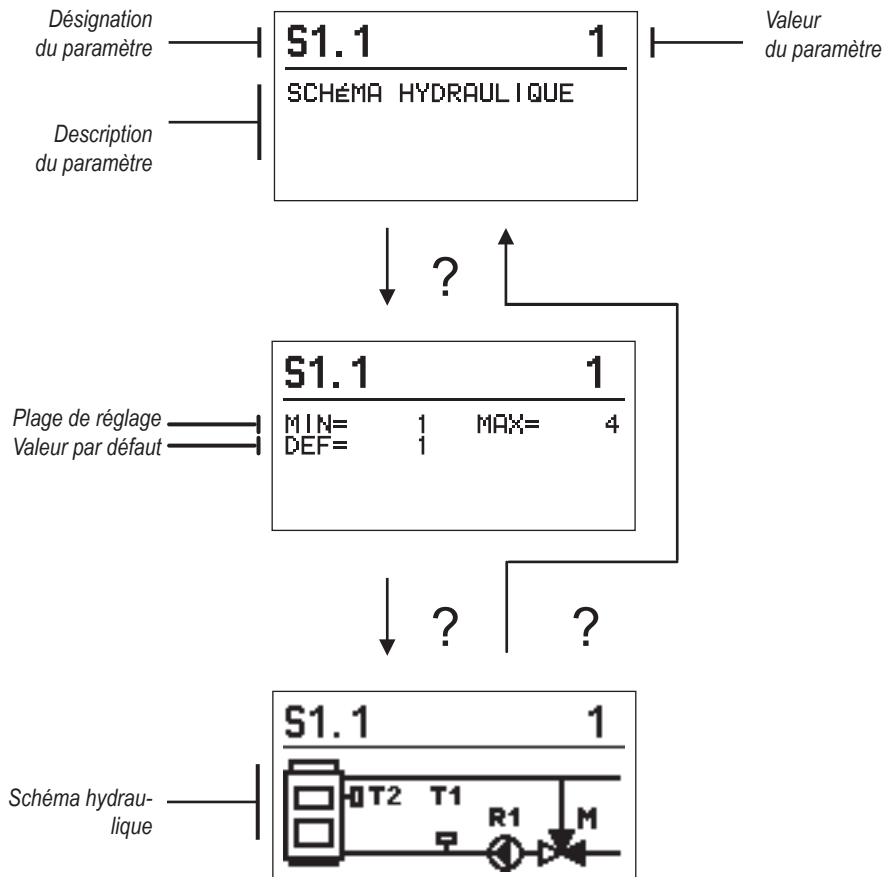 Désignation
du paramètre
S1.1 1
Valeur
du paramètre
SCHÉMA HYDRAULIQUE
Description
du paramètre
?
S1.1 1
Plage de réglage
MIN= 1 MAX= 4
Valeur par défaut
DEF= 1
? ?
S1.1 1
Schéma hydrau-
lique
T2 T1
R1 M